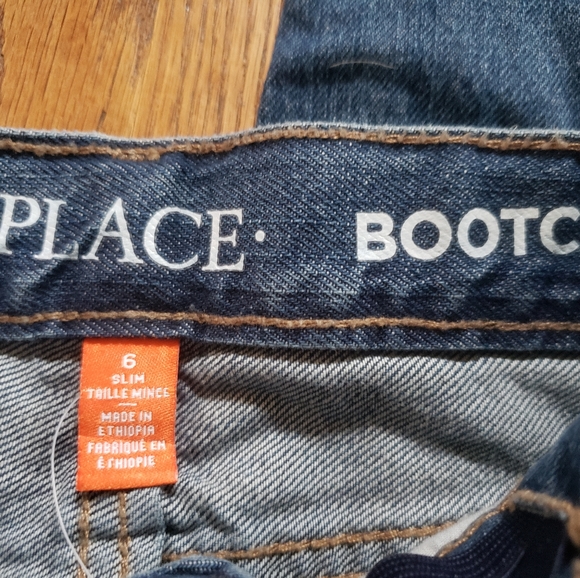 PLACE· BOOTC
6
SLIM
TAILLE MINCE
MADE IN
ETHIOPIA
FABRIQUÉ EN
ÉTHIOPIE